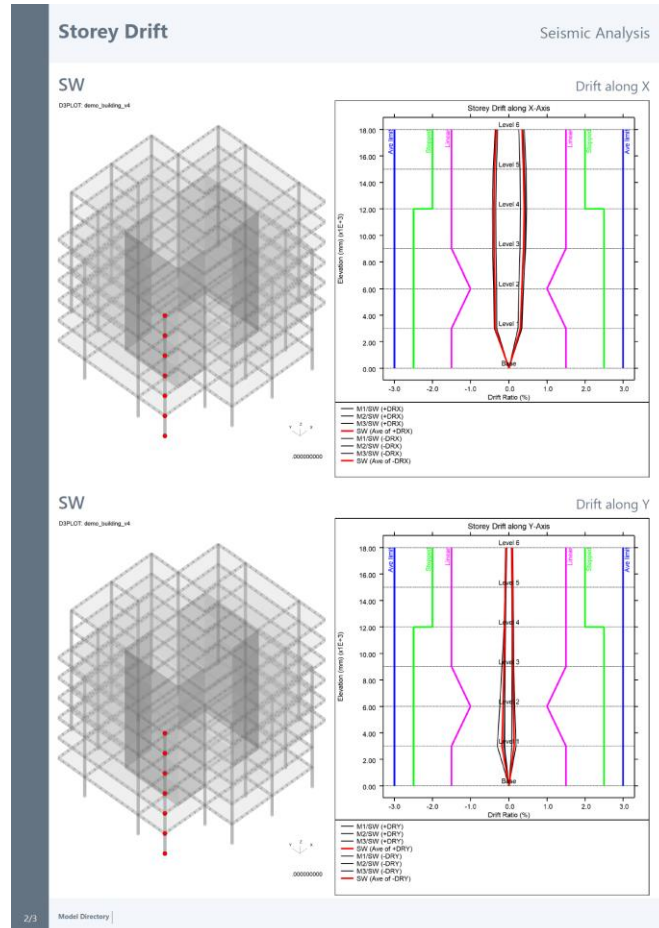 Storey Drift
Seismic Analysis
SW
Drift along X
D3PLOT: demo_building_v4
Storey Drift along X-Axis
Level 6
18.00
Ave limit
Stepped
Linear
Linear
Stepped
Ave limit
16.00
Level 5
14.00
Level 4
12.00
10.00
Level 3
8.00
Level 2
6.00
4.00
Level 1
2.00
Base
0.00
Elevation (mm) (x1E+3)
-3.0 -2.0 -1.0 0.0 1.0 2.0 3.0
Drift Ratio (%)
Y Z X
.000000000
M1/SW (+DRX)
M2/SW (+DRX)
M3/SW (+DRX)
SW (Ave of +DRX)
M1/SW (-DRX)
M2/SW (-DRX)
M3/SW (-DRX)
SW (Ave of -DRX)
SW
Drift along Y
D3PLOT: demo_building_v4
Storey Drift along Y-Axis
Level 6
18.00
Ave limit
Stepped
Linear
Linear
Stepped
Ave limit
16.00
Level 5
14.00
Level 4
12.00
10.00
Level 3
8.00
Level 2
6.00
4.00
Level 1
2.00
Base
0.00
Elevation (mm) (x1E+3)
-3.0 -2.0 -1.0 0.0 1.0 2.0 3.0
Drift Ratio (%)
Y Z X
.000000000
M1/SW (+DRY)
M2/SW (+DRY)
M3/SW (+DRY)
SW (Ave of +DRY)
M1/SW (-DRY)
M2/SW (-DRY)
M3/SW (-DRY)
SW (Ave of -DRY)
2/3
Model Directory